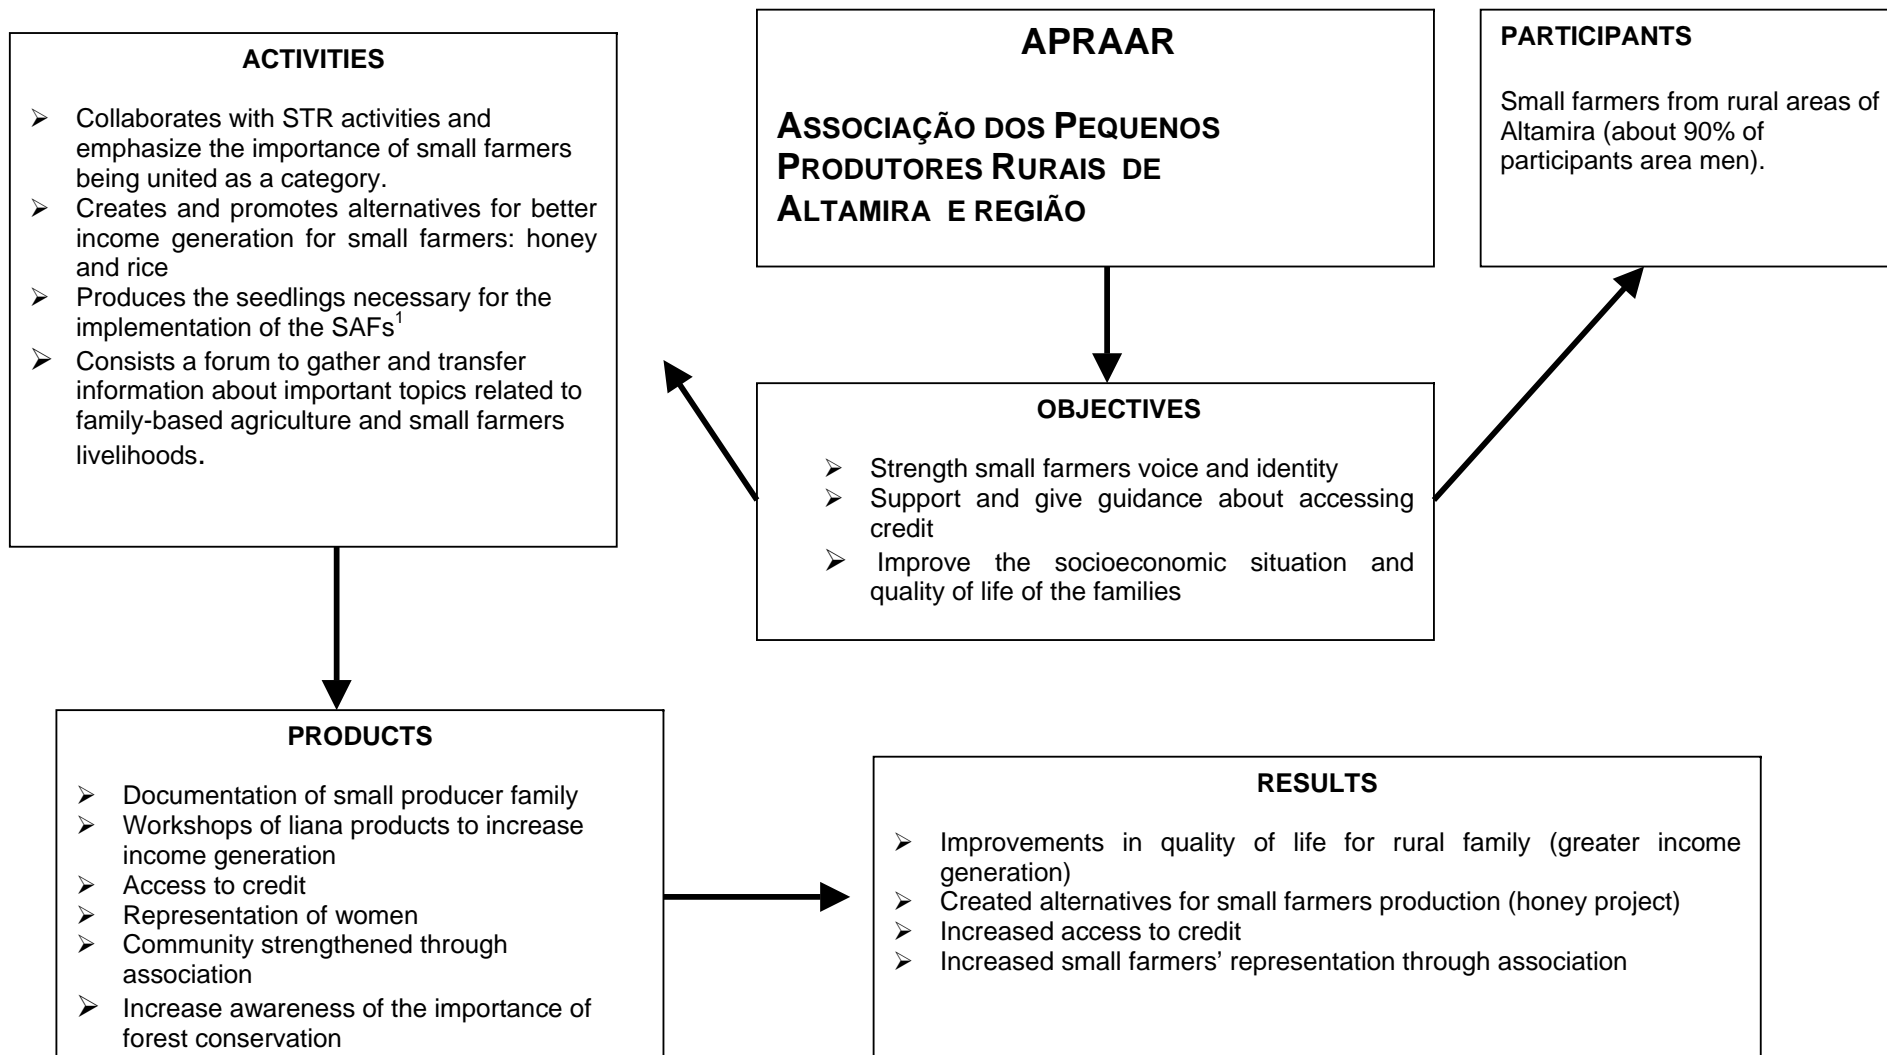 ACTIVITIES
➢ Collaborates with STR activities and
emphasize the importance of small farmers
being united as a category.
➢ Creates and promotes alternatives for better
income generation for small farmers: honey
and rice
➢ Produces the seedlings necessary for the
implementation of the SAFs¹
➢ Consists a forum to gather and transfer
information about important topics related to
family-based agriculture and small farmers
livelihoods.
APRAAR
ASSOCIAÇÃO DOS PEQUENOS
PRODUTORES RURAIS DE
ALTAMIRA E REGIÃO
PARTICIPANTS
Small farmers from rural areas of
Altamira (about 90% of
participants area men).
OBJECTIVES
➢ Strength small farmers voice and identity
➢ Support and give guidance about accessing
credit
➢ Improve the socioeconomic situation and
quality of life of the families
PRODUCTS
➢ Documentation of small producer family
➢ Workshops of liana products to increase
income generation
➢ Access to credit
➢ Representation of women
➢ Community strengthened through
association
➢ Increase awareness of the importance of
forest conservation
RESULTS
➢ Improvements in quality of life for rural family (greater income
generation)
➢ Created alternatives for small farmers production (honey project)
➢ Increased access to credit
➢ Increased small farmers’ representation through association